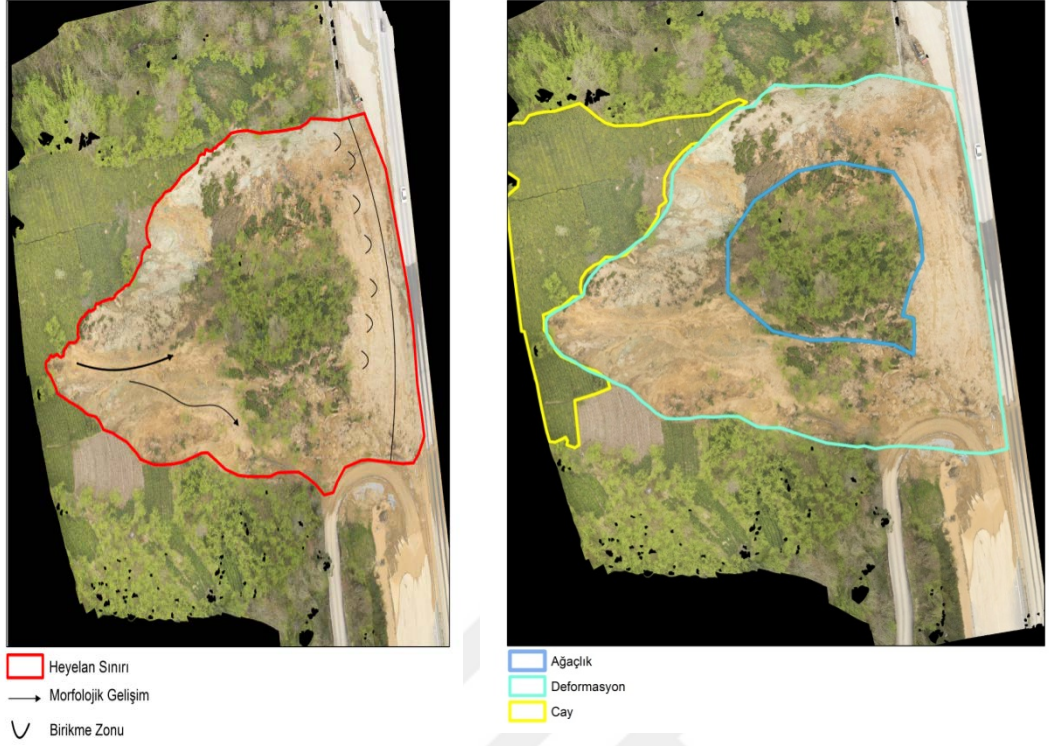 Heyelan Sınırı
Morfolojik Gelişim
Birikme Zonu
Ağaçlık
Deformasyon
Cay